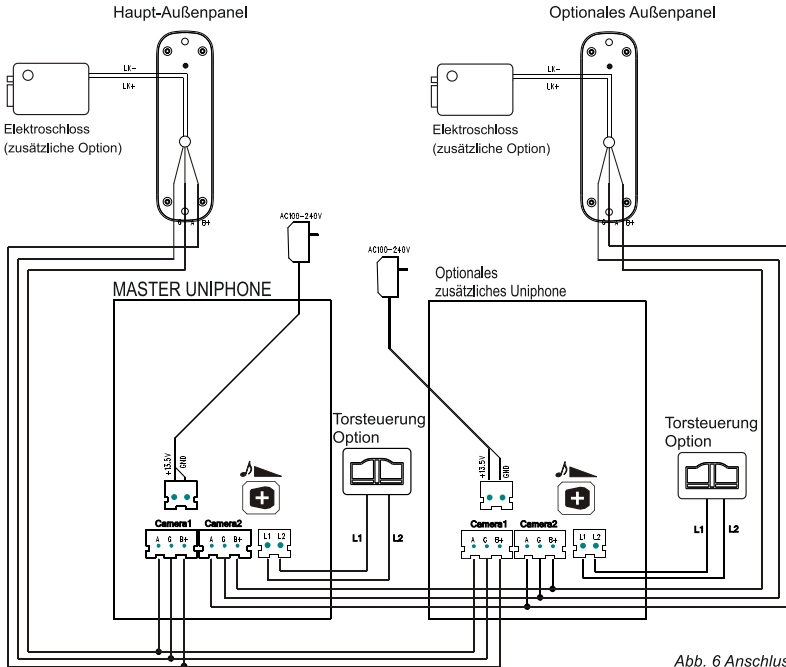 Haupt-Außenpanel
Optionales Außenpanel
LK-
LK+
LK-
LK+
Elektroschloss
(zusätzliche Option)
Elektroschloss
(zusätzliche Option)
G A B+
G A B+
AC100-240V
AC100-240V
MASTER UNIPHONE
Optionales
zusätzliches Uniphone
Torsteuerung
Option
Torsteuerung
Option
+13.5V GND
+13.5V GND
Camera1 Camera2
A G B+ A G B+ L1 L2
L1 L2
Camera1 Camera2
A G B+ A G B+ L1 L2
L1 L2
Abb. 6 Anschlus